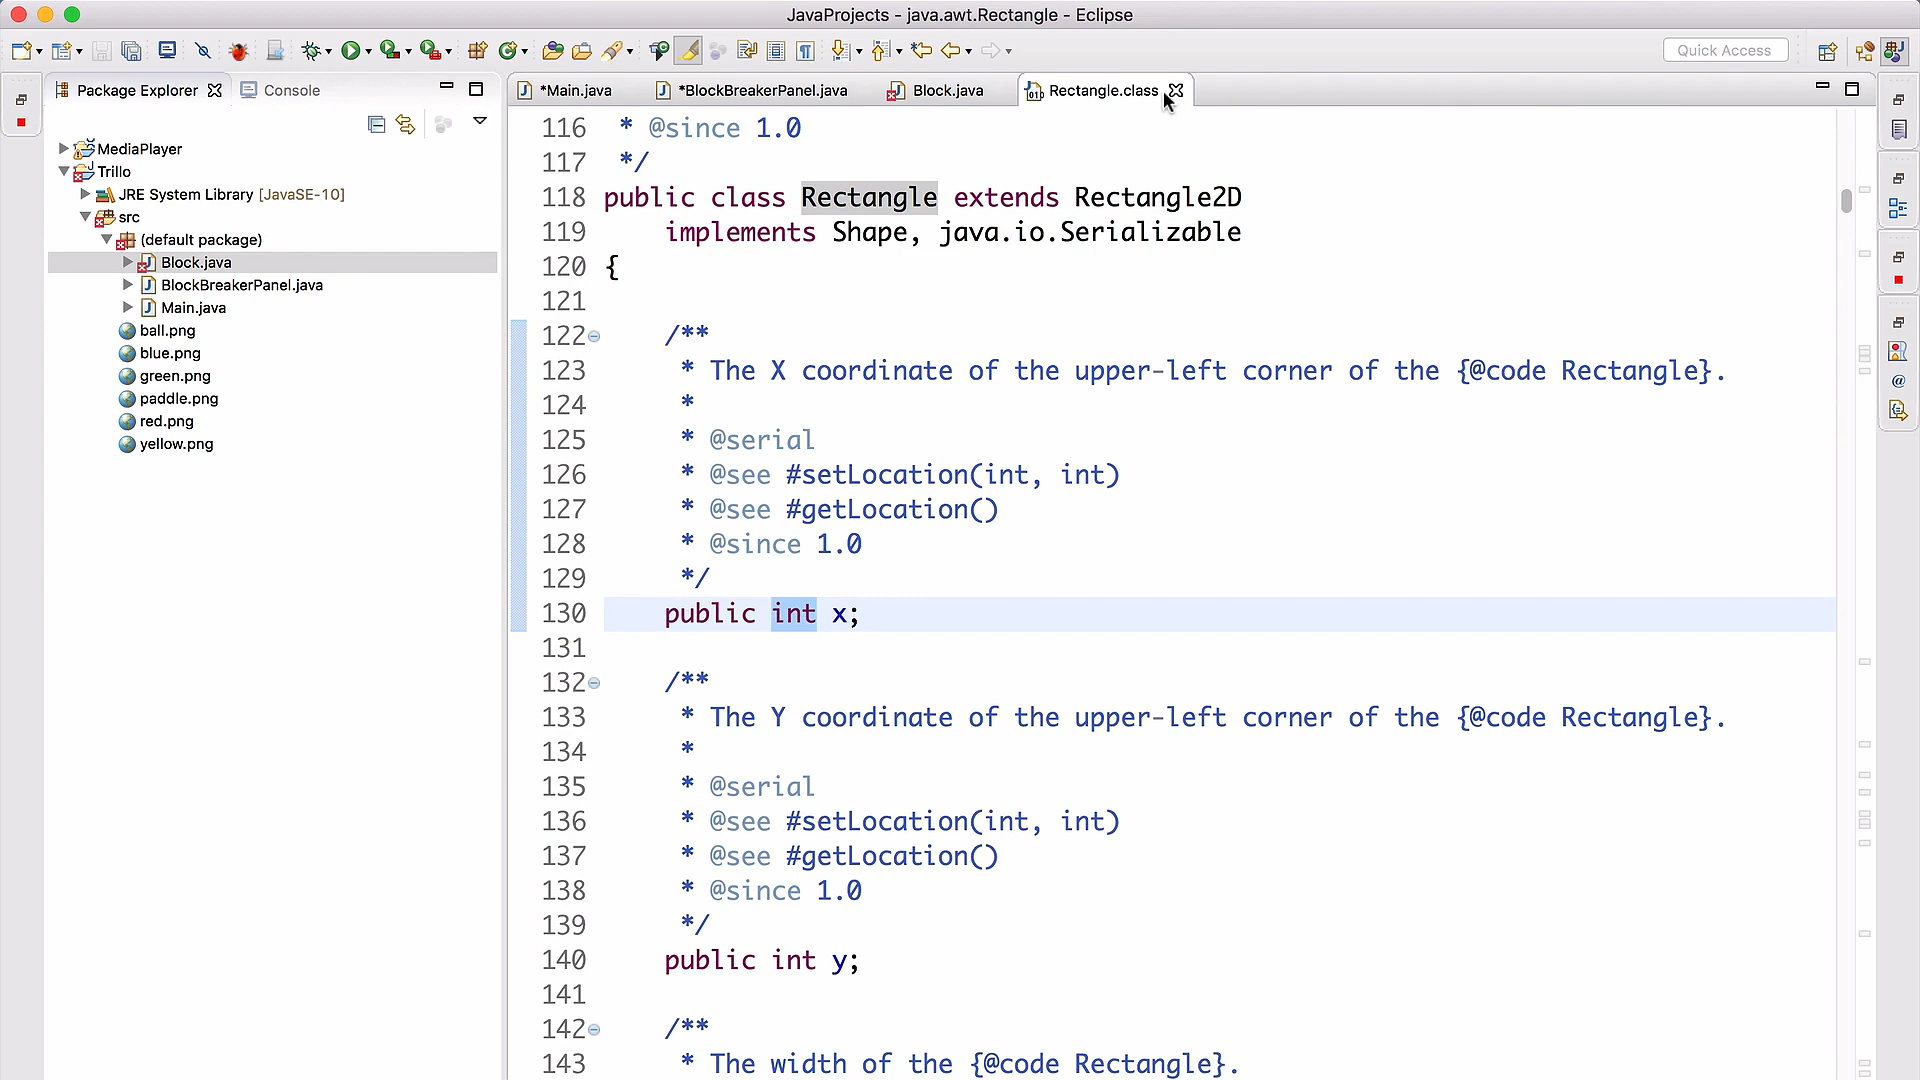 JavaProjects - java.awt.Rectangle - Eclipse
Quick Access
Package Explorer
Console
*Main.java
*BlockBreakerPanel.java
Block.java
Rectangle.class
MediaPlayer
Trillo
JRE System Library [JavaSE-10]
src
(default package)
Block.java
BlockBreakerPanel.java
Main.java
ball.png
blue.png
green.png
paddle.png
red.png
yellow.png
116 * @since 1.0
117 */
118 public class Rectangle extends Rectangle2D
119 implements Shape, java.io.Serializable
120 {
121
122 /**
123 * The X coordinate of the upper-left corner of the {@code Rectangle}.
124 *
125 * @serial
126 * @see #setLocation(int, int)
127 * @see #getLocation()
128 * @since 1.0
129 */
130 public int x;
131
132 /**
133 * The Y coordinate of the upper-left corner of the {@code Rectangle}.
134 *
135 * @serial
136 * @see #setLocation(int, int)
137 * @see #getLocation()
138 * @since 1.0
139 */
140 public int y;
141
142 /**
143 * The width of the {@code Rectangle}.